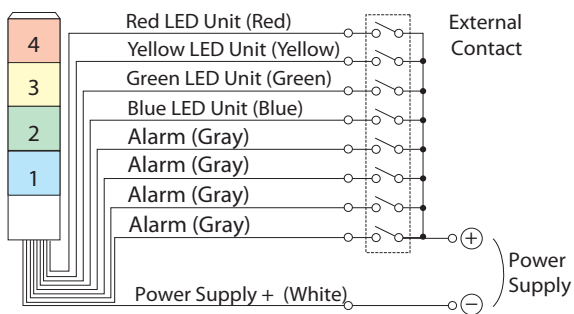 Red LED Unit (Red)
External
Contact
4
Yellow LED Unit (Yellow)
3
Green LED Unit (Green)
2
Blue LED Unit (Blue)
Alarm (Gray)
1
Alarm (Gray)
Alarm (Gray)
Alarm (Gray)
+
Power
Supply
Power Supply + (White)
−